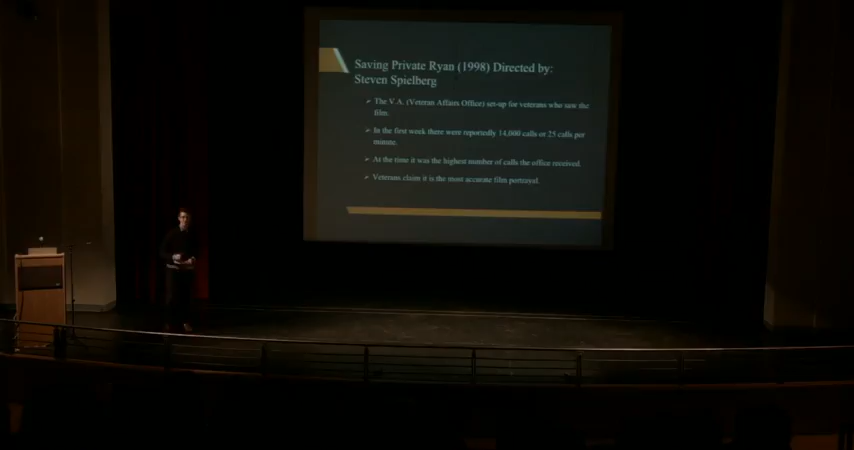 Saving Private Ryan (1998) Directed by:
Steven Spielberg
➢ The V.A. (Veteran Affairs Office) set-up for veterans who saw the
film.
➢ In the first week there were reportedly 14,000 calls or 25 calls per
minute.
➢ At the time it was the highest number of calls the office received.
➢ Veterans claim it is the most accurate film portrayal.